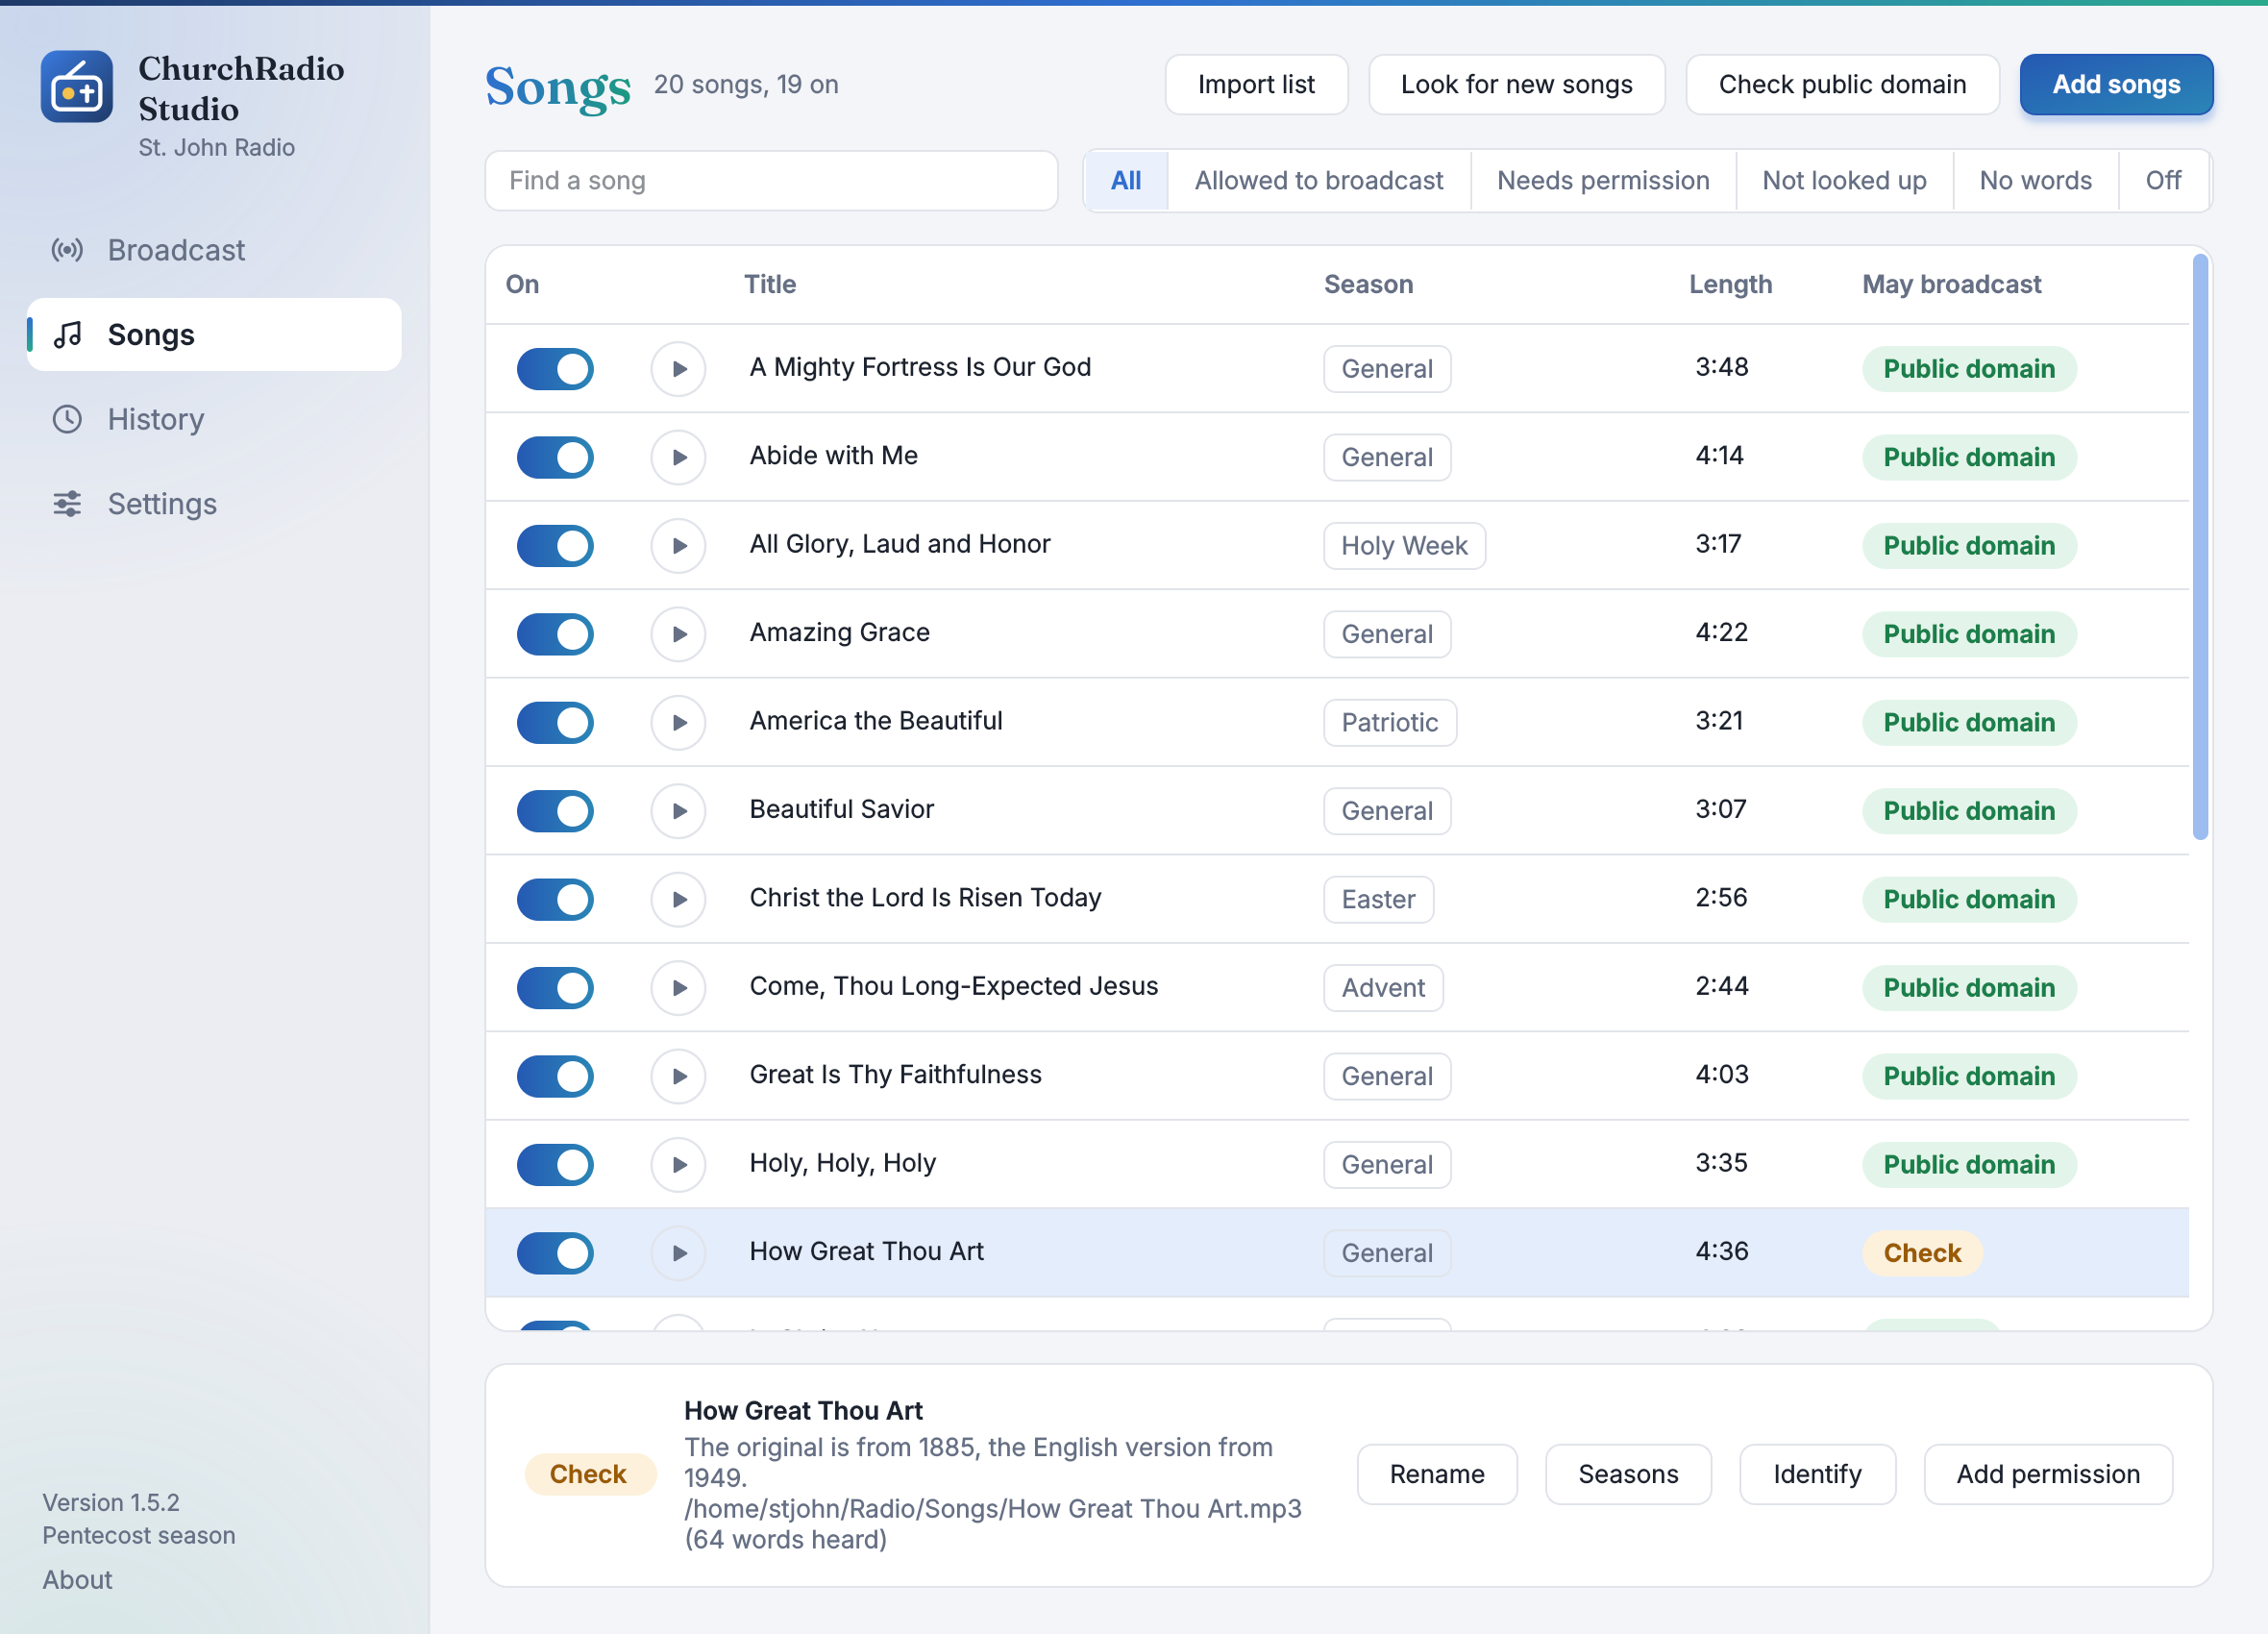 ChurchRadio
Studio
St. John Radio
Broadcast
Songs
History
Settings
Version 1.5.2
Pentecost season
About
Songs 20 songs, 19 on Import list Look for new songs Check public domain Add songs
Find a song All Allowed to broadcast Needs permission Not looked up No words Off
On Title Season Length May broadcast
A Mighty Fortress Is Our God General 3:48 Public domain
Abide with Me General 4:14 Public domain
All Glory, Laud and Honor Holy Week 3:17 Public domain
Amazing Grace General 4:22 Public domain
America the Beautiful Patriotic 3:21 Public domain
Beautiful Savior General 3:07 Public domain
Christ the Lord Is Risen Today Easter 2:56 Public domain
Come, Thou Long-Expected Jesus Advent 2:44 Public domain
Great Is Thy Faithfulness General 4:03 Public domain
Holy, Holy, Holy General 3:35 Public domain
How Great Thou Art General 4:36 Check
Check
How Great Thou Art
The original is from 1885, the English version from
1949.
/home/stjohn/Radio/Songs/How Great Thou Art.mp3
(64 words heard)
Rename Seasons Identify Add permission